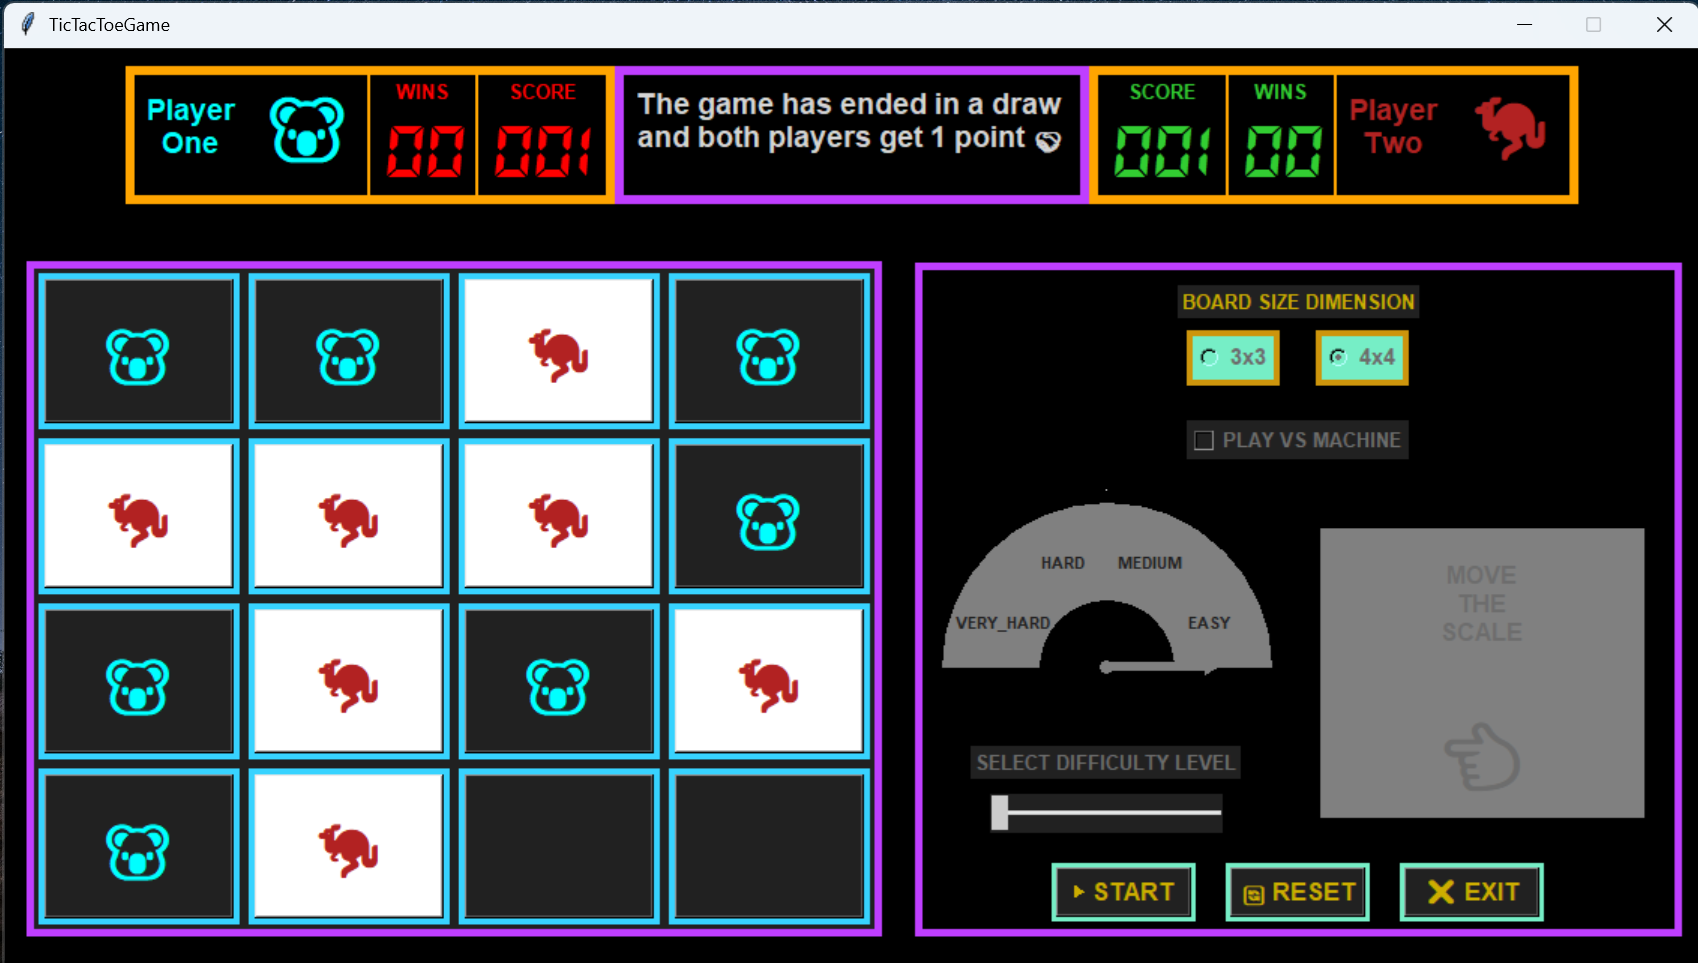 TicTacToeGame
Player
One
WINS
00
SCORE
001
The game has ended in a draw
and both players get 1 point
SCORE
001
WINS
00
Player
Two
BOARD SIZE DIMENSION
3x3
4x4
PLAY VS MACHINE
HARD
MEDIUM
VERY_HARD
EASY
MOVE
THE
SCALE
SELECT DIFFICULTY LEVEL
START
RESET
EXIT